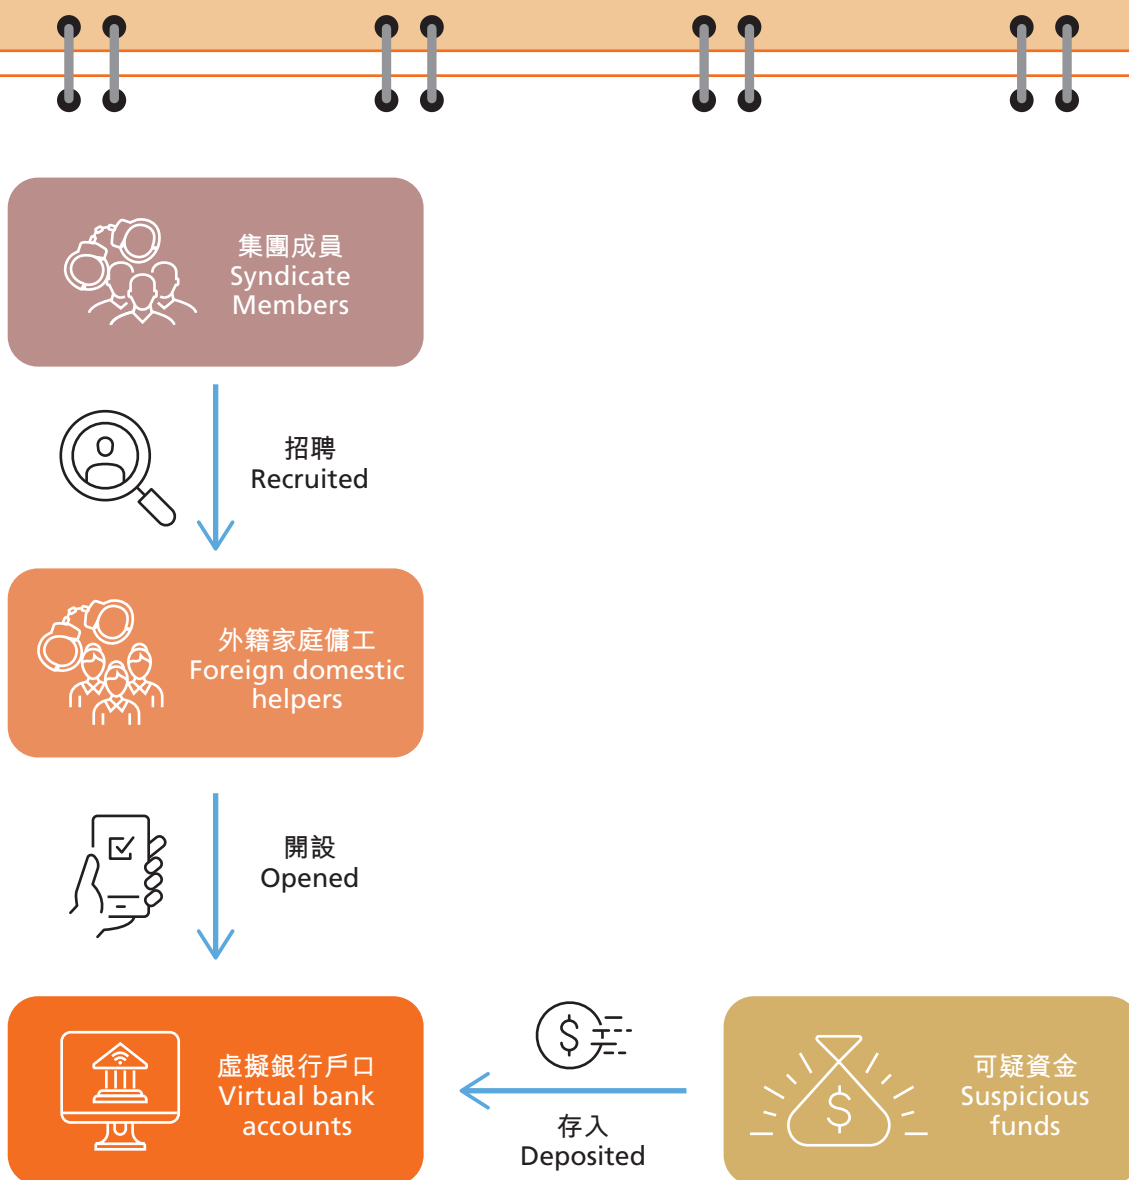 集團成員
Syndicate
Members
招聘
Recruited
外籍家庭傭工
Foreign domestic
helpers
開設
Opened
虛擬銀行戶口
Virtual bank
accounts
存入
Deposited
可疑資金
Suspicious
funds